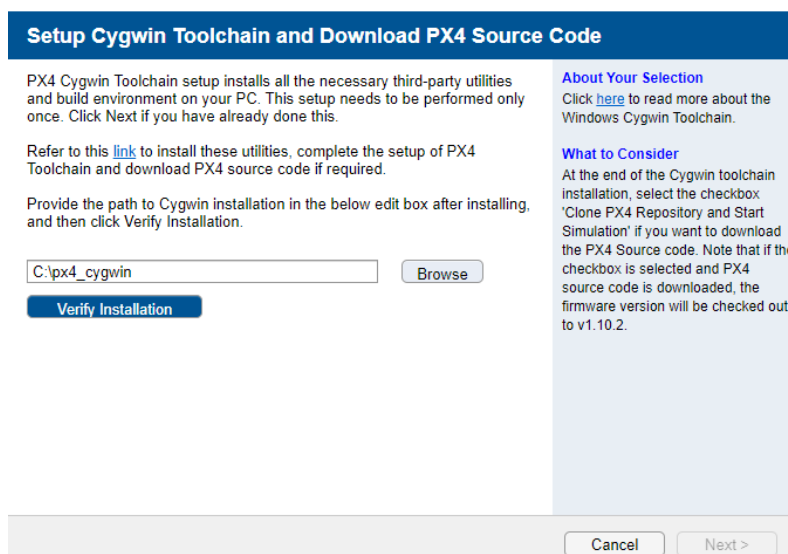 Setup Cygwin Toolchain and Download PX4 Source Code
PX4 Cygwin Toolchain setup installs all the necessary third-party utilities
and build environment on your PC. This setup needs to be performed only
once. Click Next if you have already done this.
Refer to this link to install these utilities, complete the setup of PX4
Toolchain and download PX4 source code if required.
Provide the path to Cygwin installation in the below edit box after installing,
and then click Verify Installation.
C:\px4_cygwin
Browse
Verify Installation
About Your Selection
Click here to read more about the
Windows Cygwin Toolchain.
What to Consider
At the end of the Cygwin toolchain
installation, select the checkbox
'Clone PX4 Repository and Start
Simulation' if you want to download
the PX4 Source code. Note that if the
checkbox is selected and PX4
source code is downloaded, the
firmware version will be checked out
to v1.10.2.
Cancel
Next >